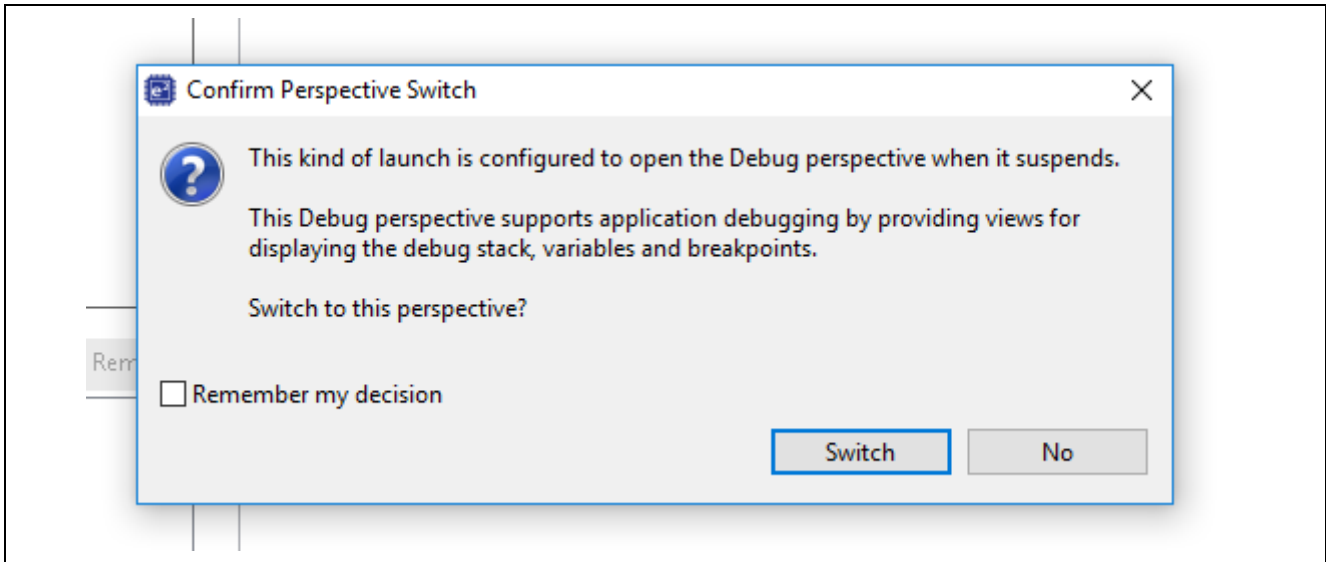 Confirm Perspective Switch
This kind of launch is configured to open the Debug perspective when it suspends.
This Debug perspective supports application debugging by providing views for
displaying the debug stack, variables and breakpoints.
Switch to this perspective?
Rem
Remember my decision
Switch
No